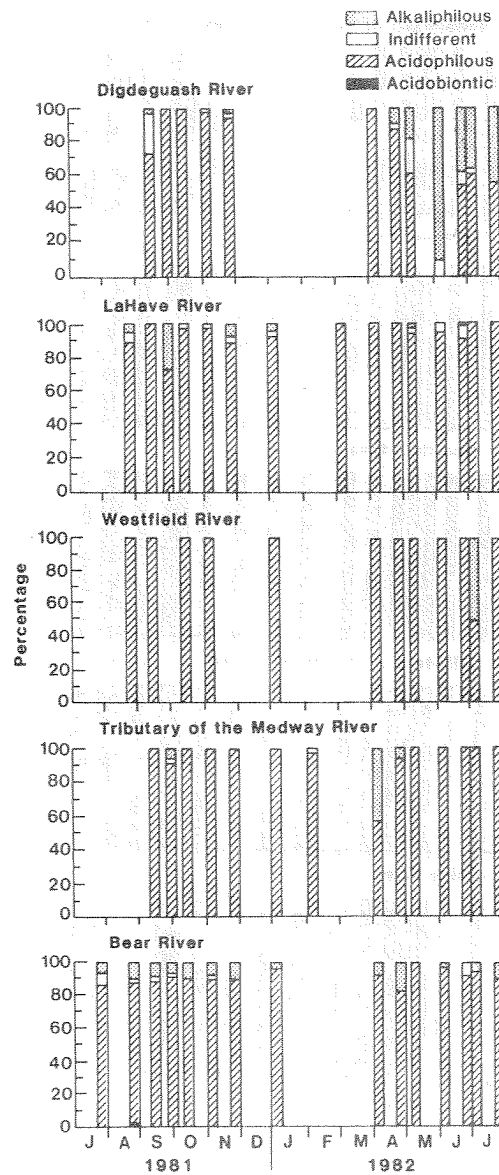 Alkaliphilous
Indifferent
Acidophilous
Acidobiontic
Digdeguash River
100
80
60
40
20
0
LaHave River
100
80
60
40
20
0
Westfield River
100
80
60
40
20
0
Percentage
Tributary of the Medway River
100
80
60
40
20
0
Bear River
100
80
60
40
20
0
J A S O N D J F M A M J J
1981 1982